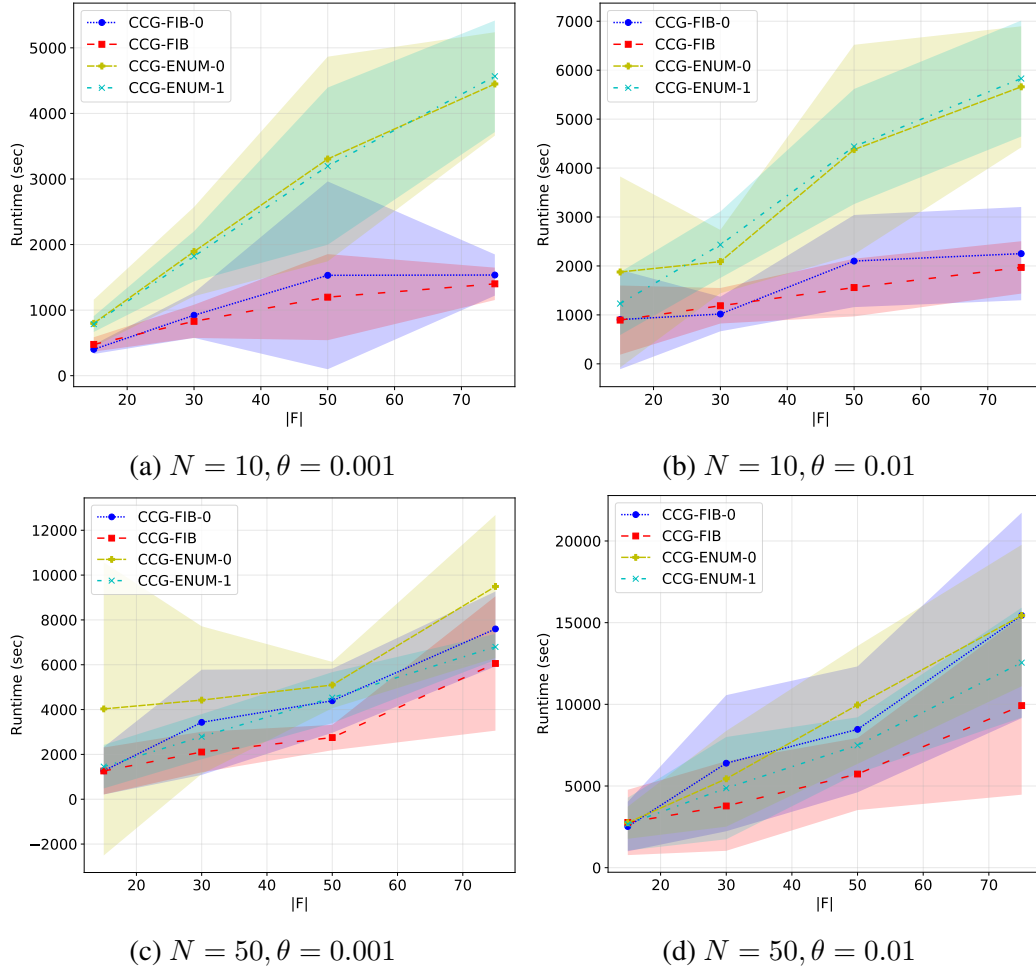 CCG-FIB-0
CCG-FIB
CCG-ENUM-0
CCG-ENUM-1
5000
4000
3000
2000
1000
0
Runtime (sec)
20 30 40 50 60 70
|F|
(a) N = 10, θ = 0.001
CCG-FIB-0
CCG-FIB
CCG-ENUM-0
CCG-ENUM-1
7000
6000
5000
4000
3000
2000
1000
0
Runtime (sec)
20 30 40 50 60 70
|F|
(b) N = 10, θ = 0.01
CCG-FIB-0
CCG-FIB
CCG-ENUM-0
CCG-ENUM-1
12000
10000
8000
6000
4000
2000
0
−2000
Runtime (sec)
20 30 40 50 60 70
|F|
(c) N = 50, θ = 0.001
CCG-FIB-0
CCG-FIB
CCG-ENUM-0
CCG-ENUM-1
20000
15000
10000
5000
0
Runtime (sec)
20 30 40 50 60 70
|F|
(d) N = 50, θ = 0.01